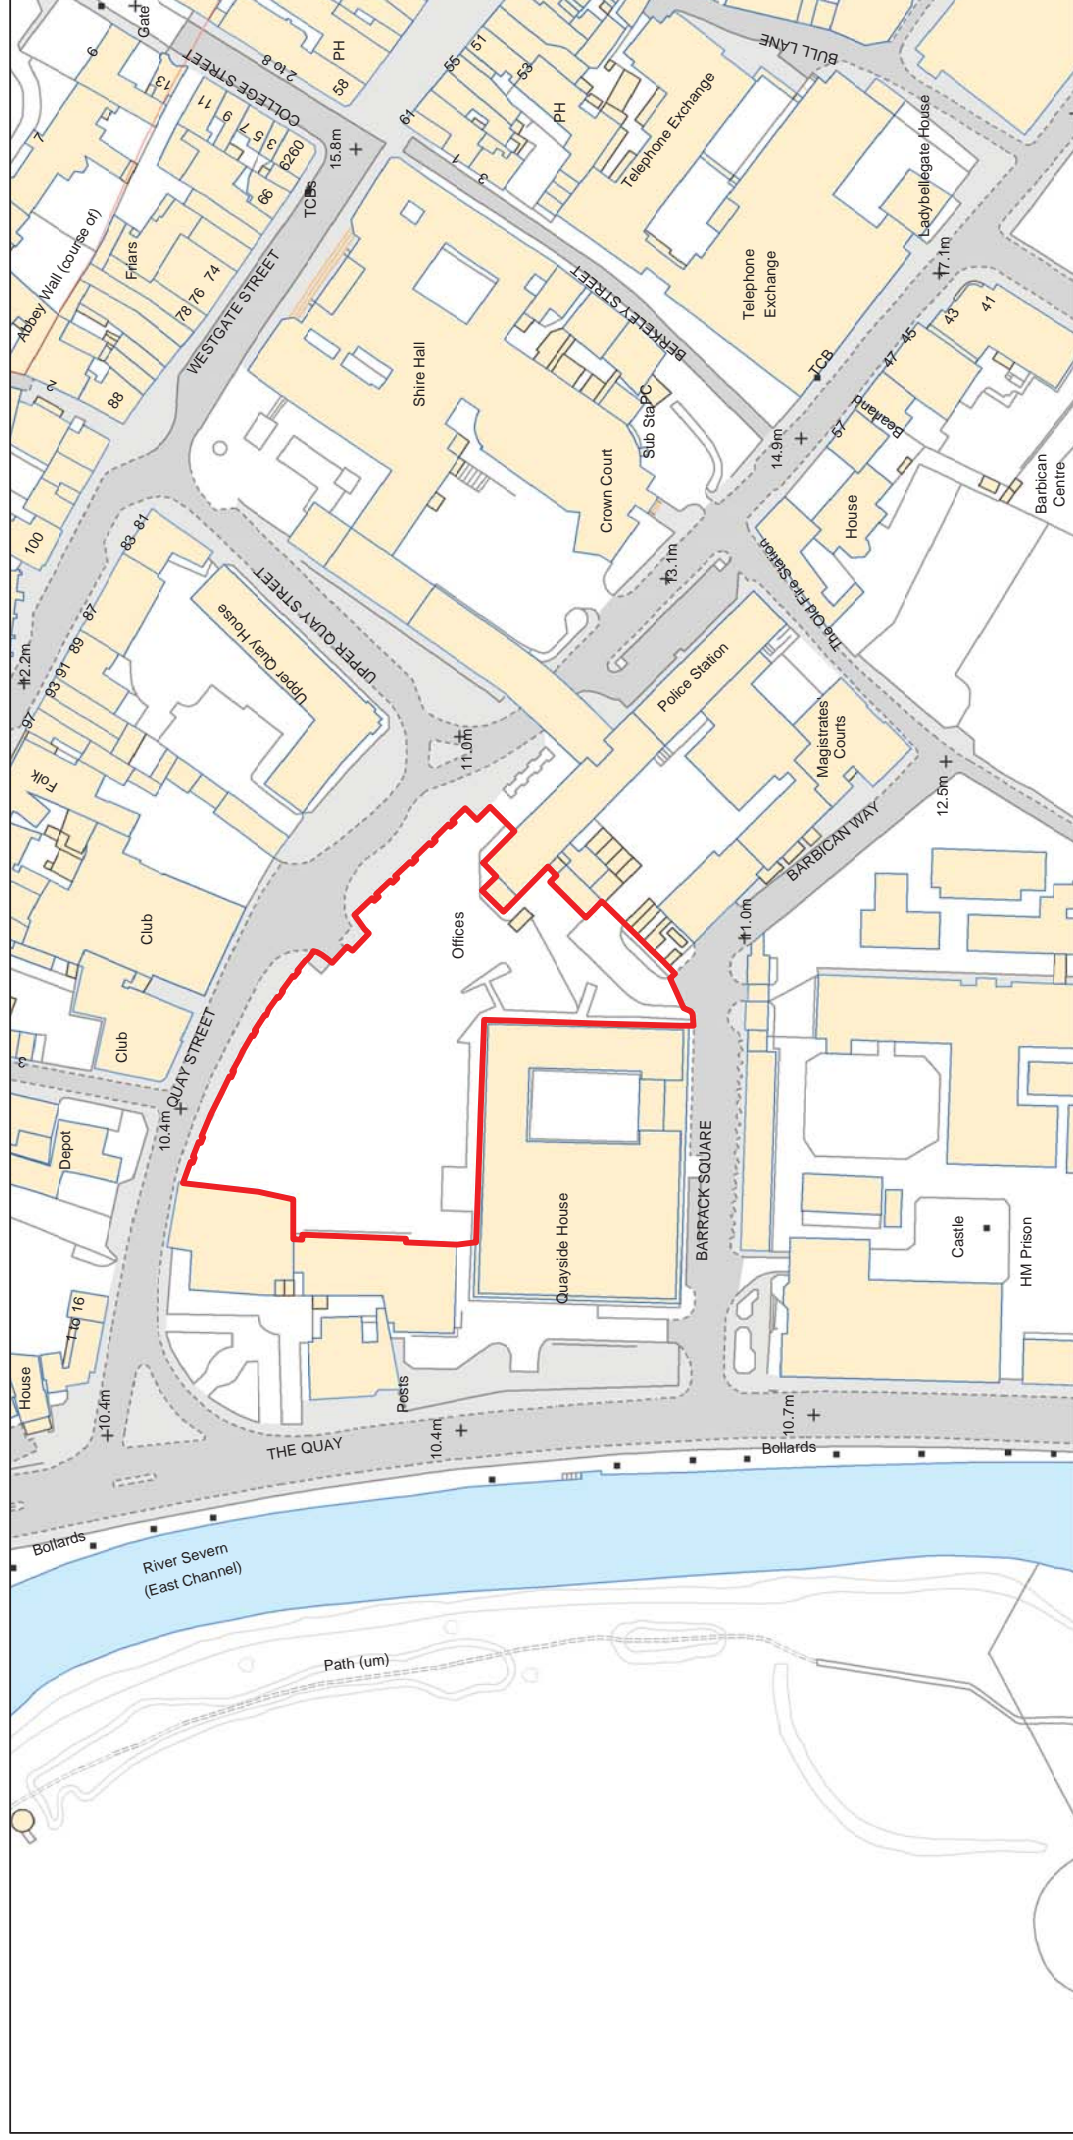 Gate
6
7
13
COLLEGE STREET
2 to 8
PH
58
11
9
7
5
3
6260
66
15.8m
TCBs
61
55
51
53
PH
1
3
BULL LANE
Telephone Exchange
Ladybellegate House
Abbey Wall (course of)
Friars
74
76
78
WESTGATE STREET
2
88
Shire Hall
BERKELEY STREET
Telephone
Exchange
17.1m
41
43
45
47
TCB
Bearland
57
PC
Sub Sta
14.9m
Crown Court
House
Barbican
Centre
100
81
83
87
89
91
93
97
12.2m
Folk
UPPER QUAY STREET
Upper Quay House
13.1m
The Old Fire Station
Police Station
Magistrates'
Courts
11.0m
12.5m
BARBICAN WAY
Club
Offices
11.0m
Club
3
QUAY STREET
10.4m
Depot
BARRACK SQUARE
Quayside House
Castle
HM Prison
1 to 16
House
10.4m
Posts
THE QUAY
10.4m
10.7m
Bollards
Bollards
River Severn
(East Channel)
Path (um)